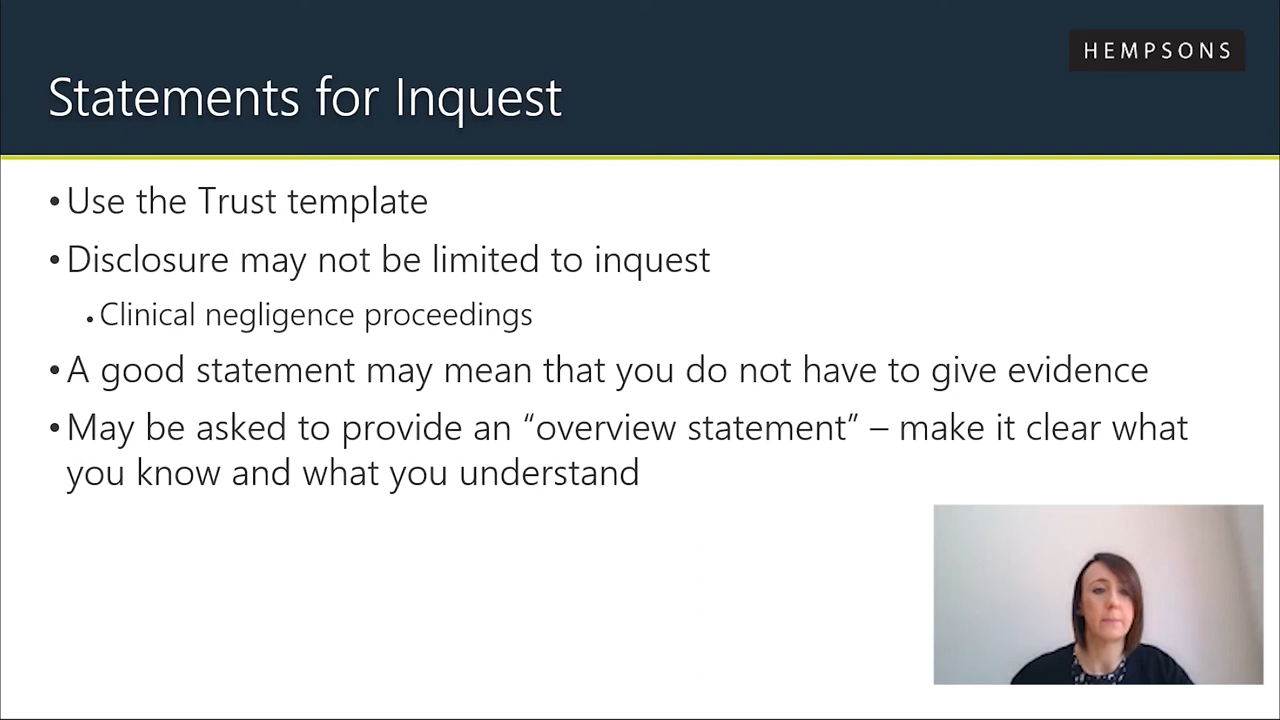 HEMPSONS
Statements for Inquest
•Use the Trust template
•Disclosure may not be limited to inquest
•Clinical negligence proceedings
•A good statement may mean that you do not have to give evidence
•May be asked to provide an “overview statement” – make it clear what
you know and what you understand